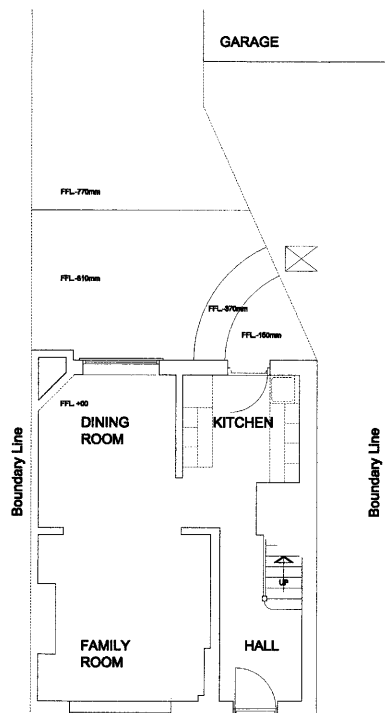 GARAGE
FFL.-770mm
FFL.-610mm
FFL.-370mm
FFL.-150mm
FFL. +00
DINING
ROOM
KITCHEN
Boundary Line
Boundary Line
UP
FAMILY
ROOM
HALL